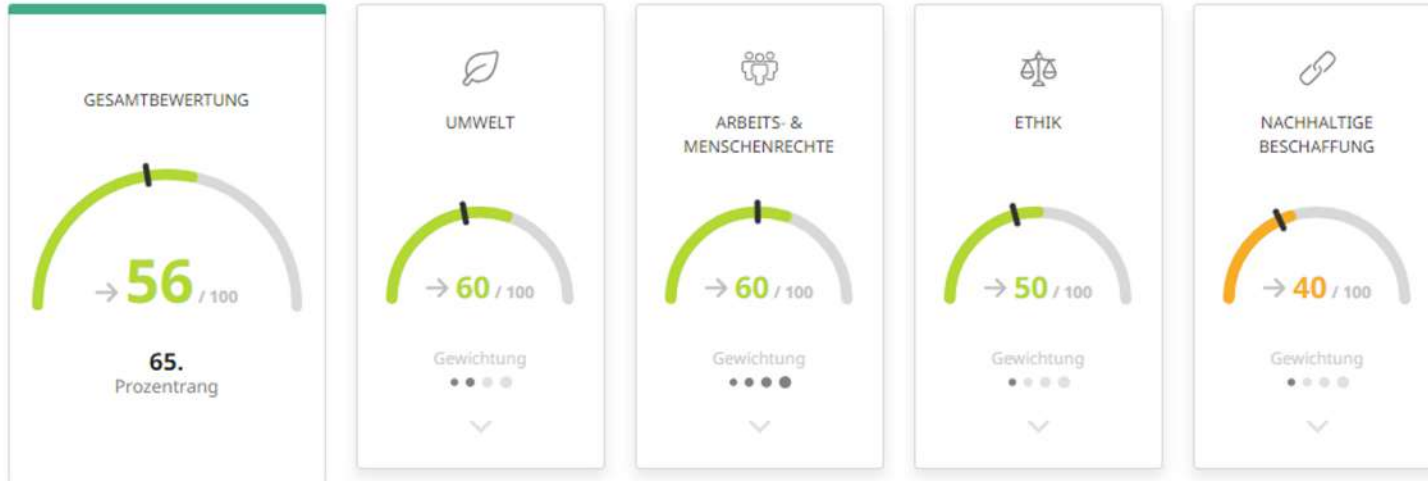 GESAMTBEWERTUNG
→ 56 / 100
65.
Prozentrang
UMWELT
→ 60 / 100
Gewichtung
ARBEITS- &
MENSCHENRECHTE
→ 60 / 100
Gewichtung
ETHIK
→ 50 / 100
Gewichtung
NACHHALTIGE
BESCHAFFUNG
→ 40 / 100
Gewichtung